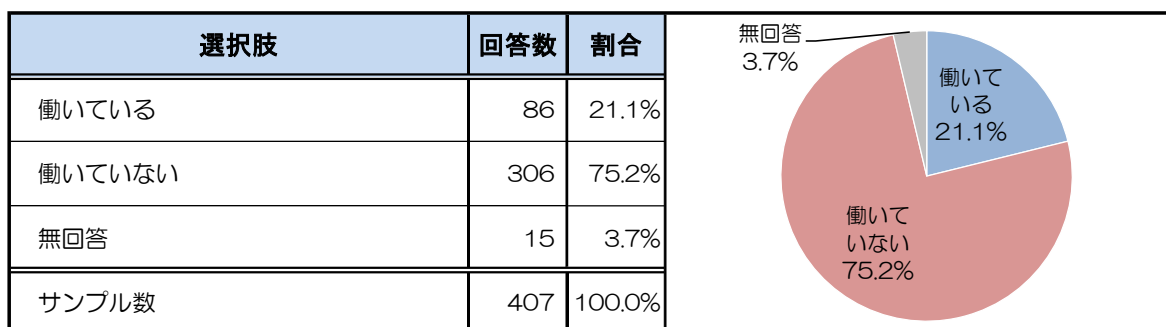 選択肢 回答数 割合
働いている 86 21.1%
働いていない 306 75.2%
無回答 15 3.7%
サンプル数 407 100.0%
無回答
3.7%
働いて
いる
21.1%
働いて
いない
75.2%